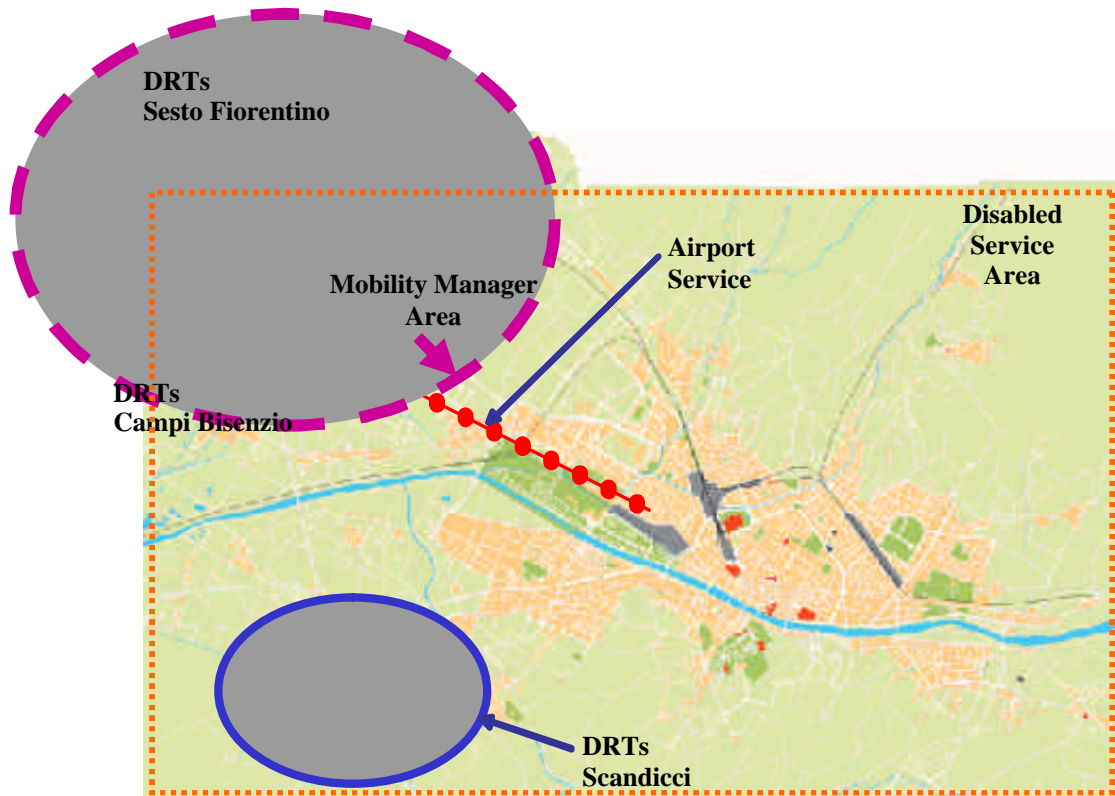 DRTs
Sesto Fiorentino
Disabled
Service
Area
Airport
Service
Mobility Manager
Area
DRTs
Campi Bisenzio
DRTs
Scandicci